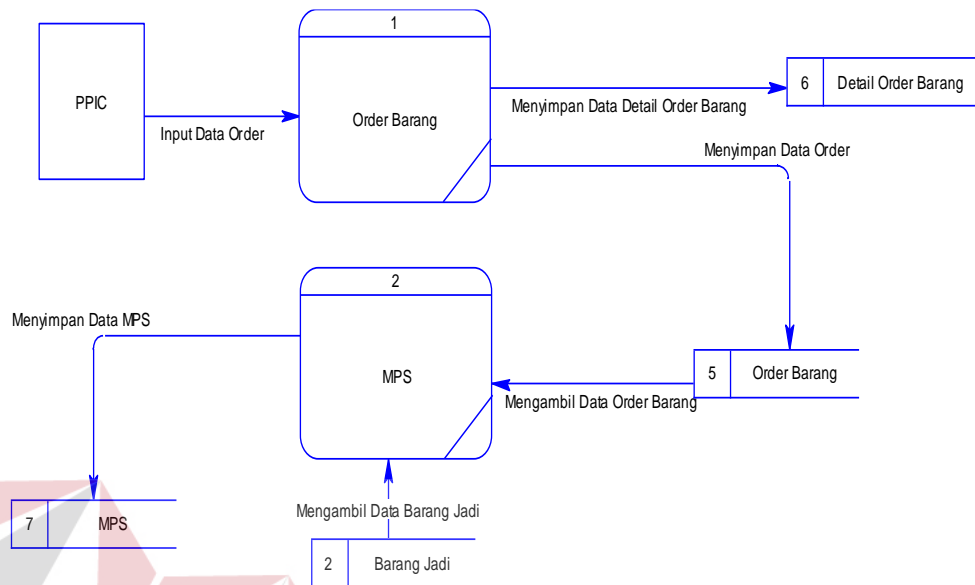 1
PPIC
Order Barang
Input Data Order
Menyimpan Data Detail Order Barang
6
Detail Order Barang
Menyimpan Data Order
2
MPS
Menyimpan Data MPS
Mengambil Data Order Barang
5
Order Barang
7
MPS
Mengambil Data Barang Jadi
2
Barang Jadi